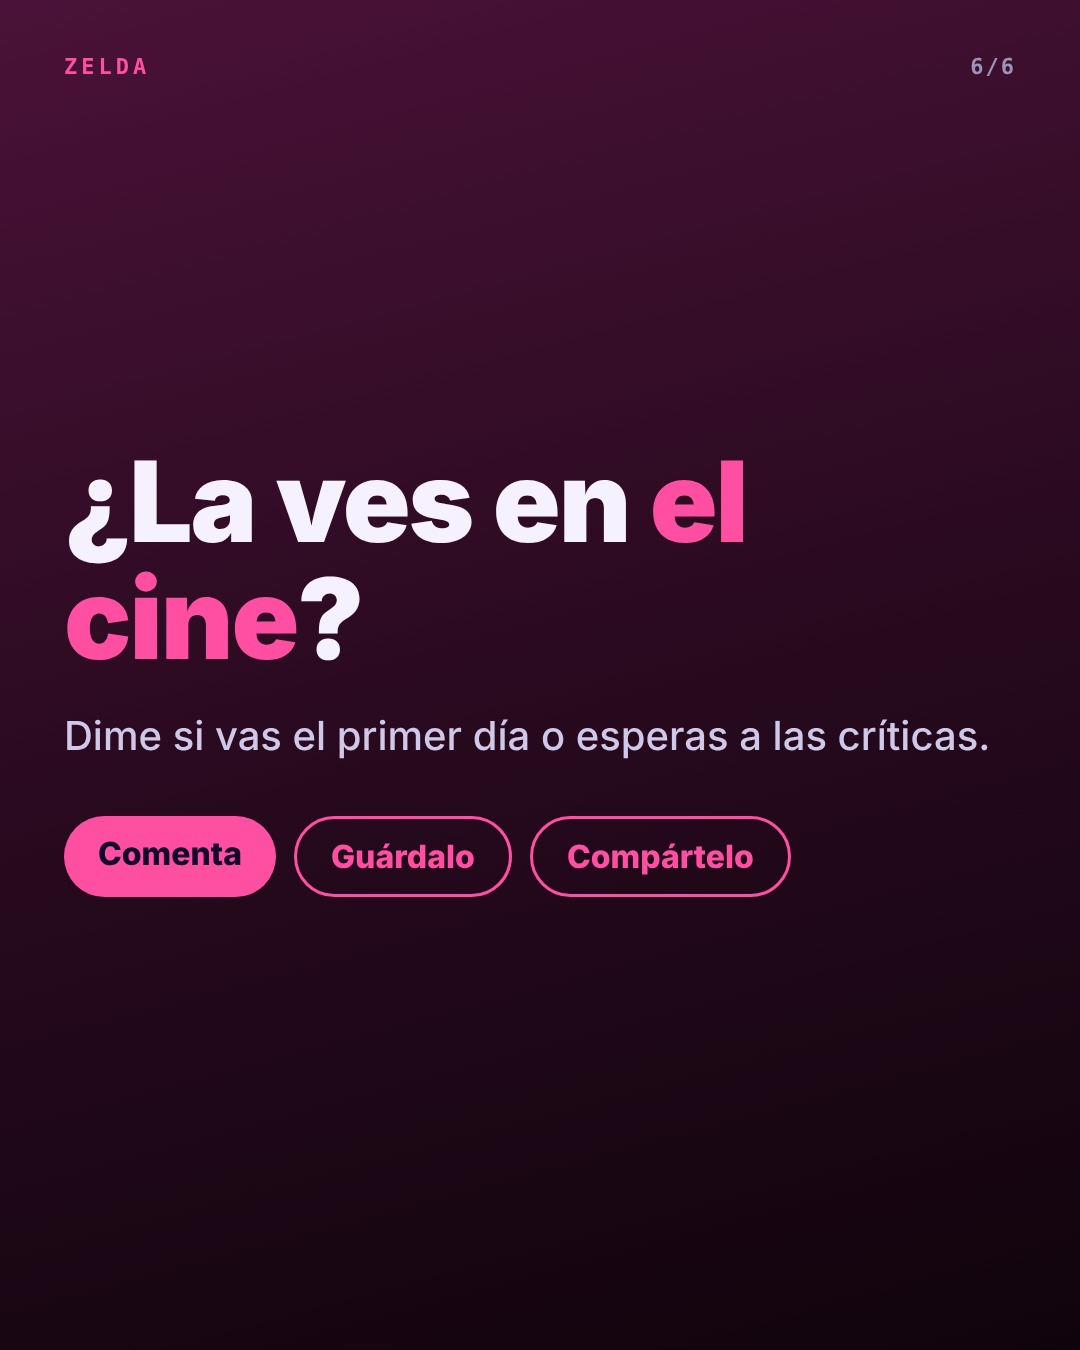 ZELDA
6/6
¿La ves en el
cine?
Dime si vas el primer día o esperas a las críticas.
Comenta
Guárdalo
Compártelo